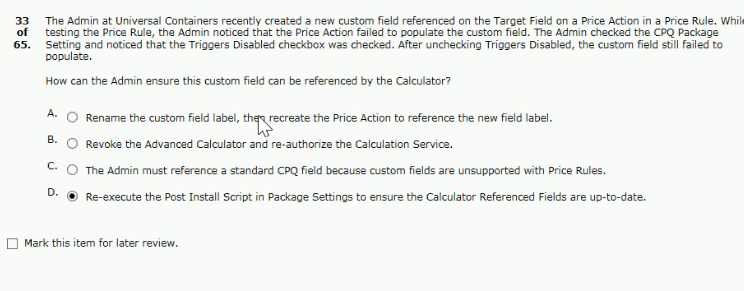 33 The Admin at Universal Containers recently created a new custom field referenced on the Target Field on a Price Action in a Price Rule. While
of testing the Price Rule, the Admin noticed that the Price Action failed to populate the custom field. The Admin checked the CPQ Package
65. Setting and noticed that the Triggers Disabled checkbox was checked. After unchecking Triggers Disabled, the custom field still failed to
populate.
How can the Admin ensure this custom field can be referenced by the Calculator?
A. Rename the custom field label, then recreate the Price Action to reference the new field label.
B. Revoke the Advanced Calculator and re-authorize the Calculation Service.
C. The Admin must reference a standard CPQ field because custom fields are unsupported with Price Rules.
D. Re-execute the Post Install Script in Package Settings to ensure the Calculator Referenced Fields are up-to-date.
Mark this item for later review.